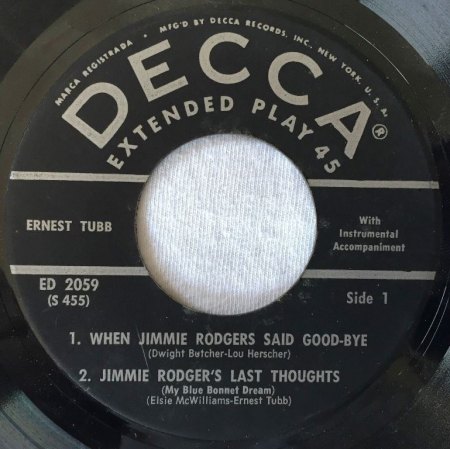 MARCA REGISTRADA • MF'G'D BY DECCA RECORDS, INC., NEW YORK, U.S.A.
DECCA®
EXTENDED PLAY 45
ERNEST TUBB
With
Instrumental
Accompaniment
ED 2059
(S 455)
Side 1
1. WHEN JIMMIE RODGERS SAID GOOD-BYE
(Dwight Butcher-Lou Herscher)
2. JIMMIE RODGER'S LAST THOUGHTS
(My Blue Bonnet Dream)
(Elsie McWilliams-Ernest Tubb)